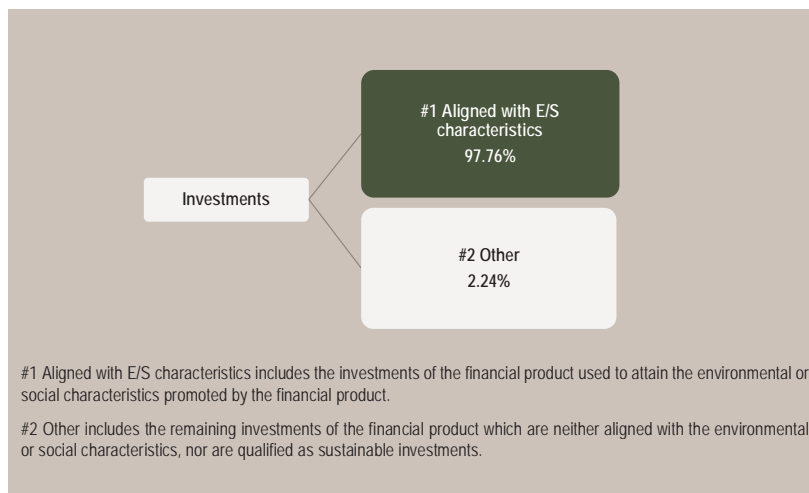 #1 Aligned with E/S
characteristics
97.76%
Investments
#2 Other
2.24%
#1 Aligned with E/S characteristics includes the investments of the financial product used to attain the environmental or
social characteristics promoted by the financial product.
#2 Other includes the remaining investments of the financial product which are neither aligned with the environmental
or social characteristics, nor are qualified as sustainable investments.